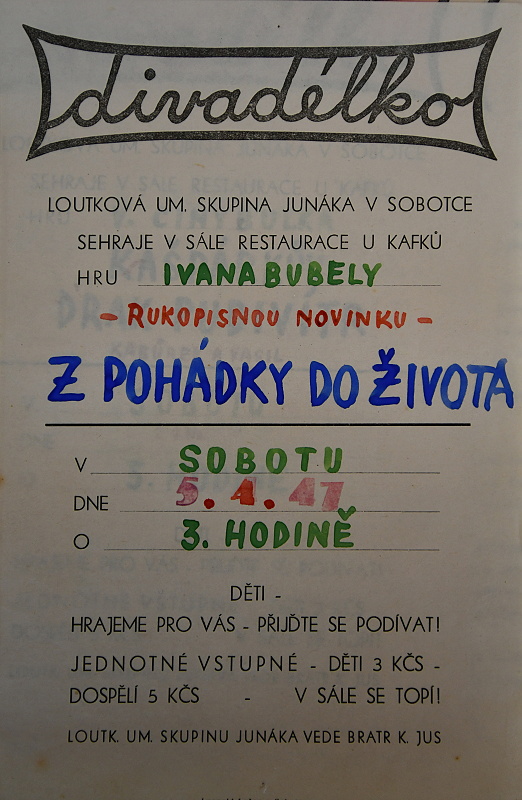 divadélko
LOUTKOVÁ UM. SKUPINA JUNÁKA V SOBOTCE
SEHRAJE V SÁLE RESTAURACE U KAFKŮ
HRU IVANA BUBELY
- RUKOPISNOU NOVINKU -
Z POHÁDKY DO ŽIVOTA
V SOBOTU
DNE 5. 4. 47
O 3. HODINĚ
DĚTI -
HRAJEME PRO VÁS - PŘIJĎTE SE PODÍVAT!
JEDNOTNÉ VSTUPNÉ - DĚTI 3 KČS -
DOSPĚLÍ 5 KČS - V SÁLE SE TOPÍ!
LOUTK. UM. SKUPINU JUNÁKA VEDE BRATR K. JUS